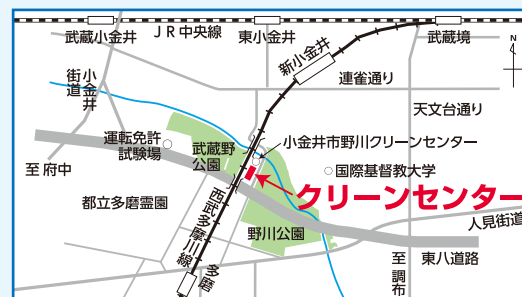 JR中央線
武蔵小金井
東小金井
武蔵境
新小金井
小金井
街道
連雀通り
天文台通り
運転免許
試験場
武蔵野
公園
小金井市野川クリーンセンター
至 府中
国際基督教大学
クリーンセンター
都立多磨霊園
西武多摩川線
野川公園
人見街道
多磨
至 調布
東八道路
N